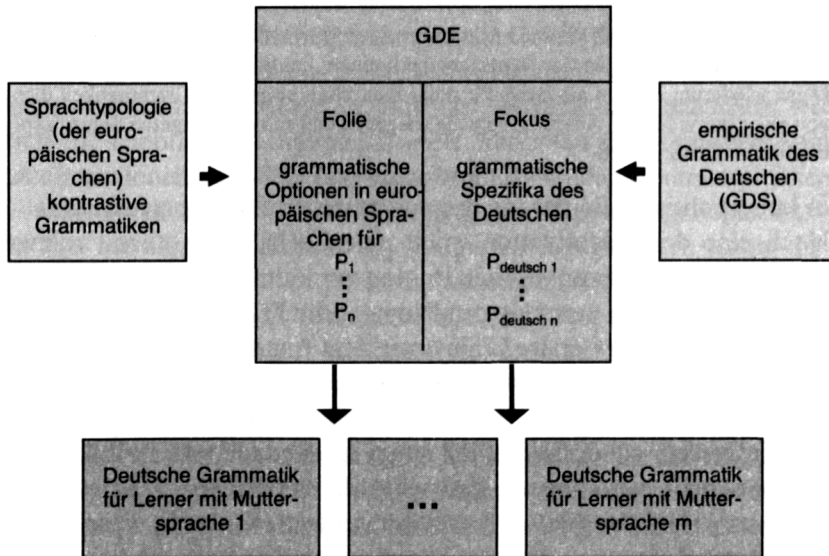 GDE
Sprachtypologie
(der euro-
päischen Spra-
chen)
kontrastive
Grammatiken
Folie
grammatische
Optionen in euro-
päischen Spra-
chen für
P1
Pn
Fokus
grammatische
Spezifika des
Deutschen
Pdeutsch 1
Pdeutsch n
empirische
Grammatik des
Deutschen
(GDS)
Deutsche Grammatik
für Lerner mit Mutter-
sprache 1
...
Deutsche Grammatik
für Lerner mit Mutter-
sprache m